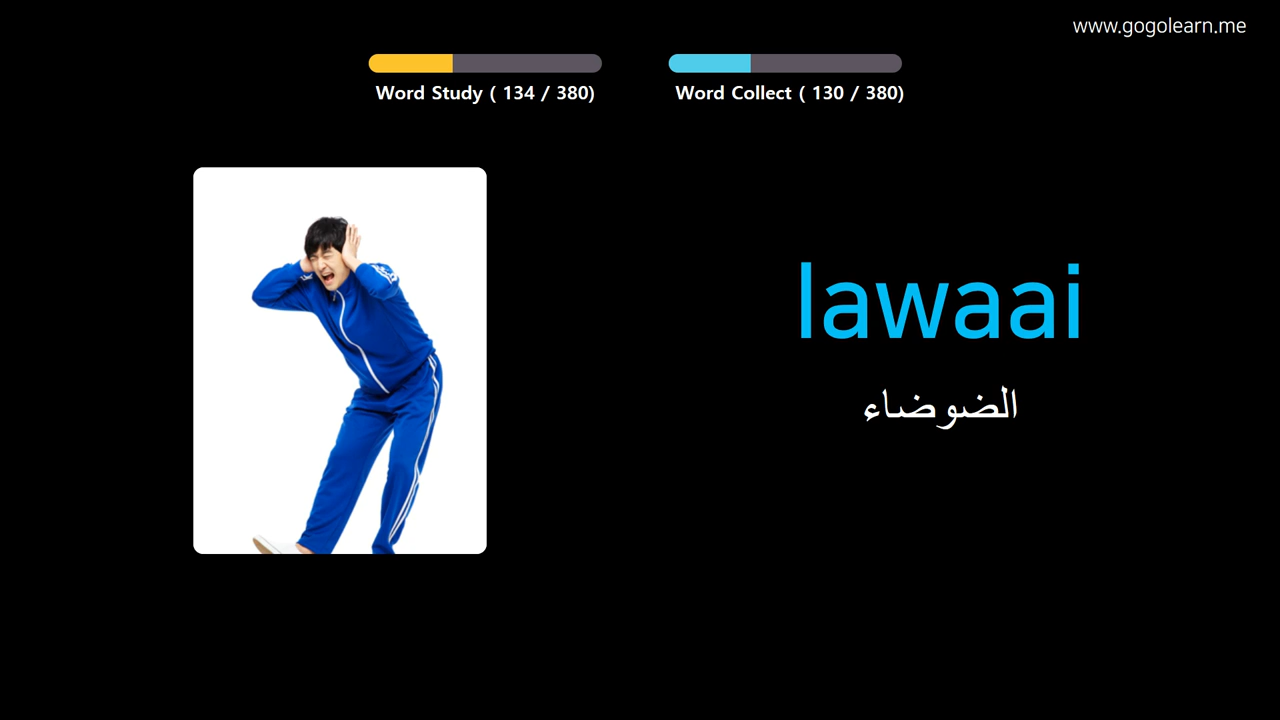 www.gogolearn.me
Word Study ( 134 / 380)
Word Collect ( 130 / 380)
lawaai
الضوضاء